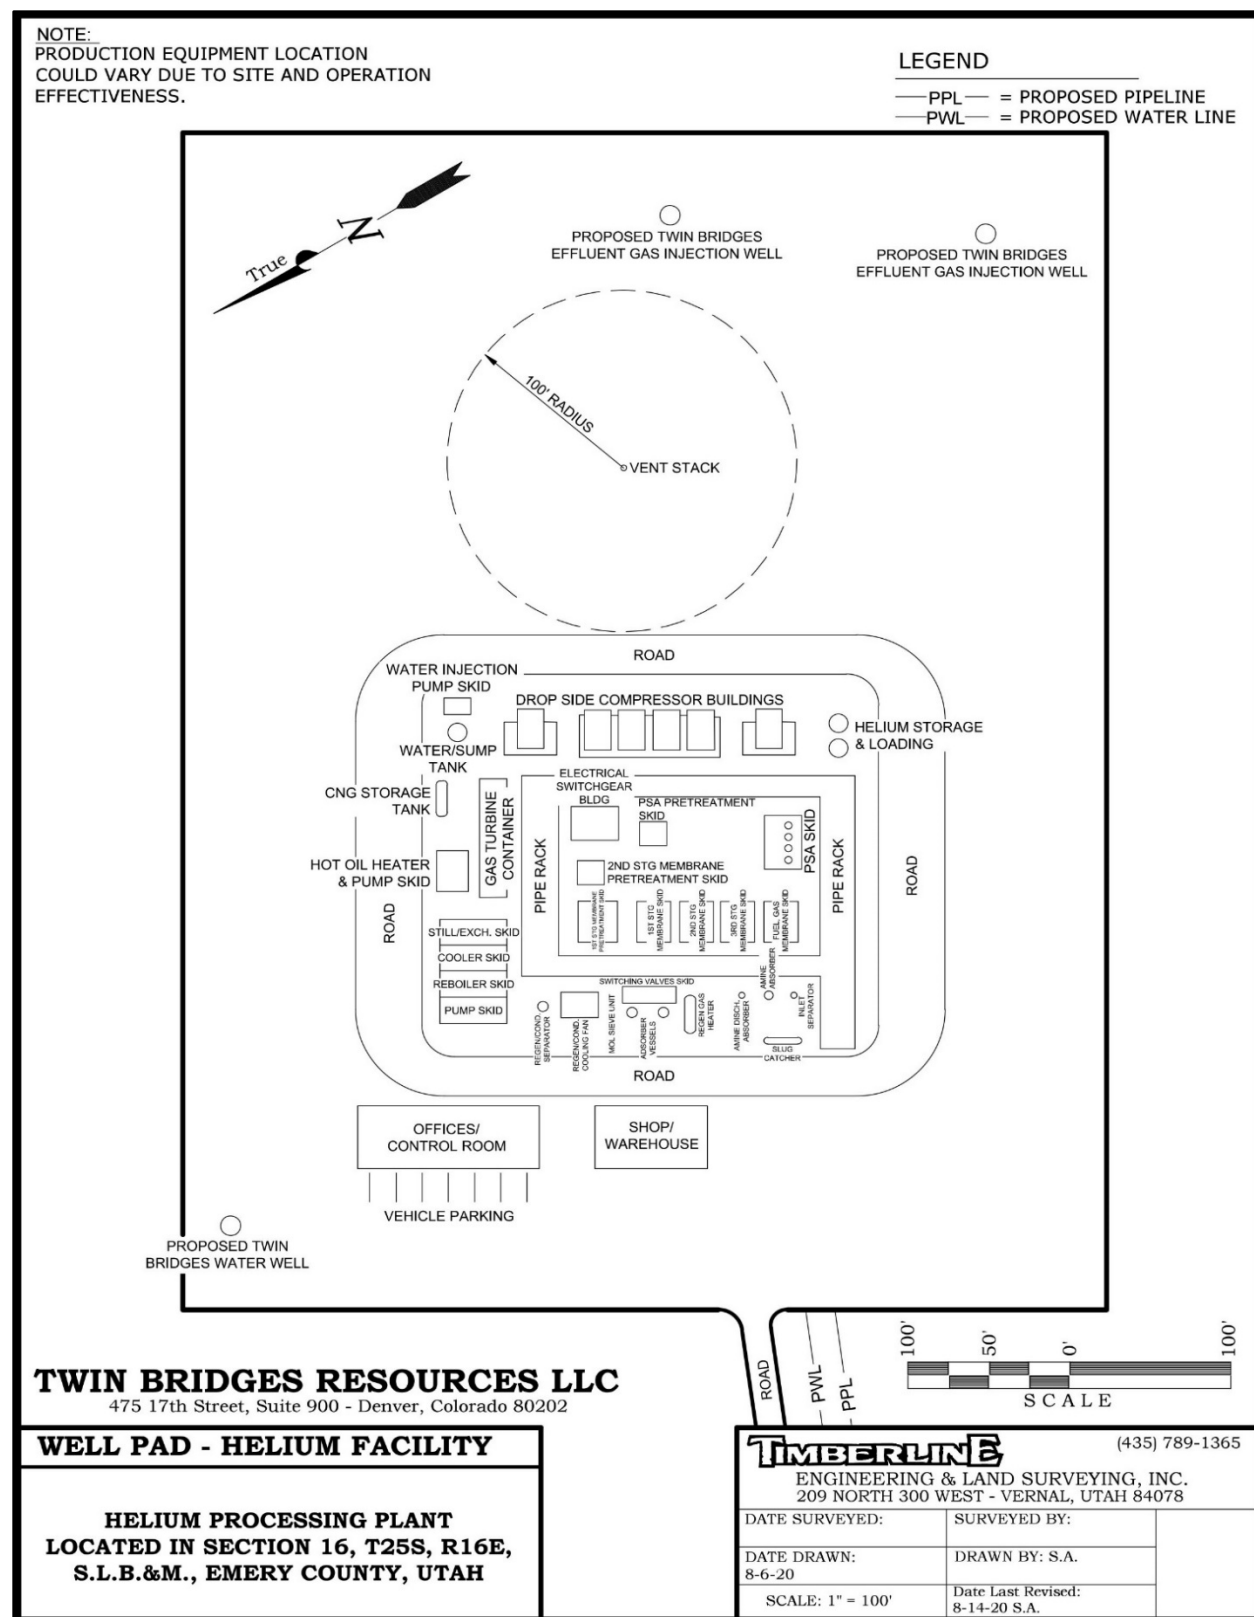 NOTE:
PRODUCTION EQUIPMENT LOCATION
COULD VARY DUE TO SITE AND OPERATION
EFFECTIVENESS.
LEGEND
PPL = PROPOSED PIPELINE
PWL = PROPOSED WATER LINE
True N
PROPOSED TWIN BRIDGES
EFFLUENT GAS INJECTION WELL
PROPOSED TWIN BRIDGES
EFFLUENT GAS INJECTION WELL
100' RADIUS
VENT STACK
ROAD
WATER INJECTION
PUMP SKID
DROP SIDE COMPRESSOR BUILDINGS
HELIUM STORAGE
& LOADING
WATER/SUMP
TANK
CNG STORAGE
TANK
GAS TURBINE
CONTAINER
ELECTRICAL
SWITCHGEAR
BLDG
PSA PRETREATMENT
SKID
PSA SKID
PIPE RACK
PIPE RACK
HOT OIL HEATER
& PUMP SKID
2ND STG MEMBRANE
PRETREATMENT SKID
ROAD
ROAD
1ST STG MEMBRANE
PRETREATMENT SKID
1ST STG
MEMBRANE SKID
2ND STG
MEMBRANE SKID
3RD STG
MEMBRANE SKID
FUEL GAS
MEMBRANE SKID
STILL/EXCH. SKID
COOLER SKID
REBOILER SKID
PUMP SKID
SWITCHING VALVES SKID
AMINE
ABSORBER
REGEN/COND.
SEPARATOR
REGEN/COND.
COOLING FAN
MOL SIEVE UNIT
ADSORBER
VESSELS
REGEN GAS
HEATER
AMINE DISCH.
ABSORBER
INLET
SEPARATOR
SLUG
CATCHER
ROAD
OFFICES/
CONTROL ROOM
SHOP/
WAREHOUSE
VEHICLE PARKING
PROPOSED TWIN
BRIDGES WATER WELL
ROAD
PWL
PPL
100' 50' 0' 100'
SCALE
TWIN BRIDGES RESOURCES LLC
475 17th Street, Suite 900 - Denver, Colorado 80202
WELL PAD - HELIUM FACILITY
HELIUM PROCESSING PLANT
LOCATED IN SECTION 16, T25S, R16E,
S.L.B.&M., EMERY COUNTY, UTAH
TIMBERLINE
(435) 789-1365
ENGINEERING & LAND SURVEYING, INC.
209 NORTH 300 WEST - VERNAL, UTAH 84078
DATE SURVEYED:
SURVEYED BY:
DATE DRAWN:
8-6-20
DRAWN BY: S.A.
SCALE: 1" = 100'
Date Last Revised:
8-14-20 S.A.